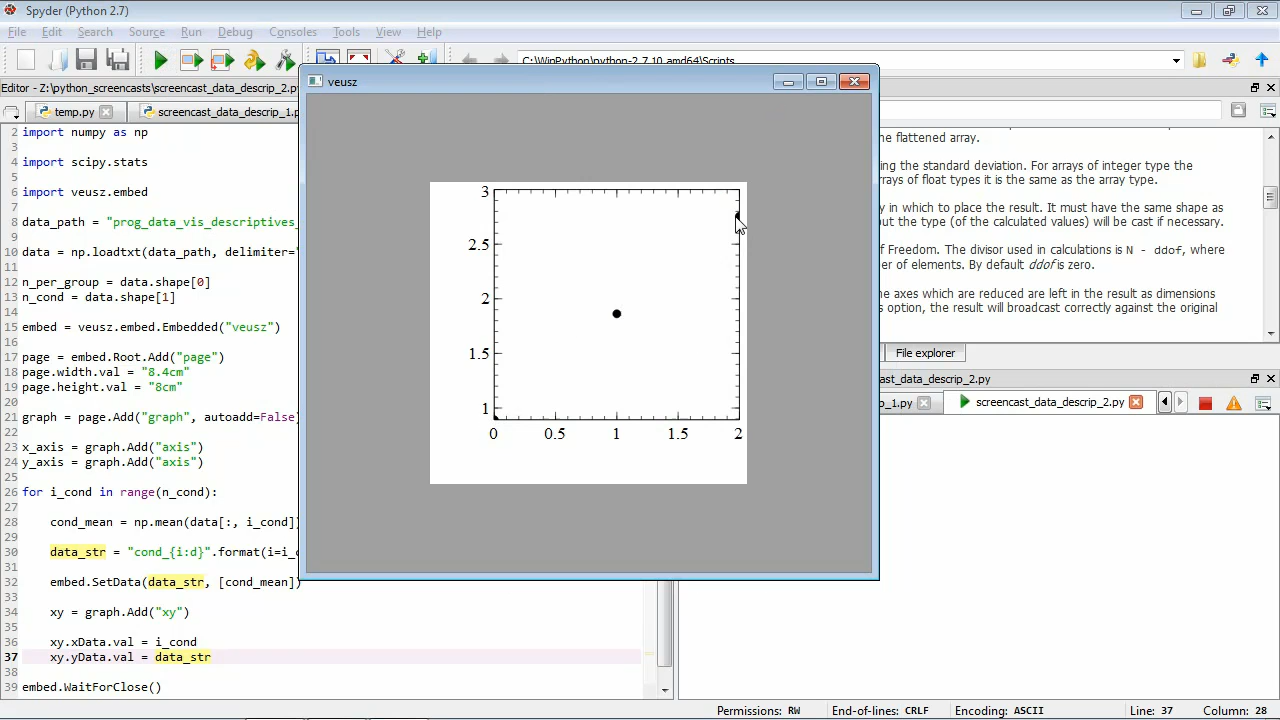 Spyder (Python 2.7)
File Edit Search Source Run Debug Consoles Tools View Help
C:\WinPython\python-2.7.10.amd64\Scripts
Editor - Z:\python_screencasts\screencast_data_descrip_2.p
temp.py screencast_data_descrip_1.p
2 import numpy as np
3
4 import scipy.stats
5
6 import veusz.embed
7
8 data_path = "prog_data_vis_descriptives_
9
10 data = np.loadtxt(data_path, delimiter="
11
12 n_per_group = data.shape[0]
13 n_cond = data.shape[1]
14
15 embed = veusz.embed.Embedded("veusz")
16
17 page = embed.Root.Add("page")
18 page.width.val = "8.4cm"
19 page.height.val = "8cm"
20
21 graph = page.Add("graph", autoadd=False)
22
23 x_axis = graph.Add("axis")
24 y_axis = graph.Add("axis")
25
26 for i_cond in range(n_cond):
27
28 cond_mean = np.mean(data[:, i_cond])
29
30 data_str = "cond_{i:d}".format(i=i_c
31
32 embed.SetData(data_str, [cond_mean])
33
34 xy = graph.Add("xy")
35
36 xy.xData.val = i_cond
37 xy.yData.val = data_str
38
39 embed.WaitForClose()
veusz
3
2.5
2
1.5
1
0 0.5 1 1.5 2
he flattened array.
ing the standard deviation. For arrays of integer type the
rays of float types it is the same as the array type.
y in which to place the result. It must have the same shape as
out the type (of the calculated values) will be cast if necessary.
of Freedom. The divisor used in calculations is N - ddof, where
er of elements. By default ddof is zero.
he axes which are reduced are left in the result as dimensions
s option, the result will broadcast correctly against the original
File explorer
ast_data_descrip_2.py
p_1.py screencast_data_descrip_2.py
Permissions: RW End-of-lines: CRLF Encoding: ASCII Line: 37 Column: 28